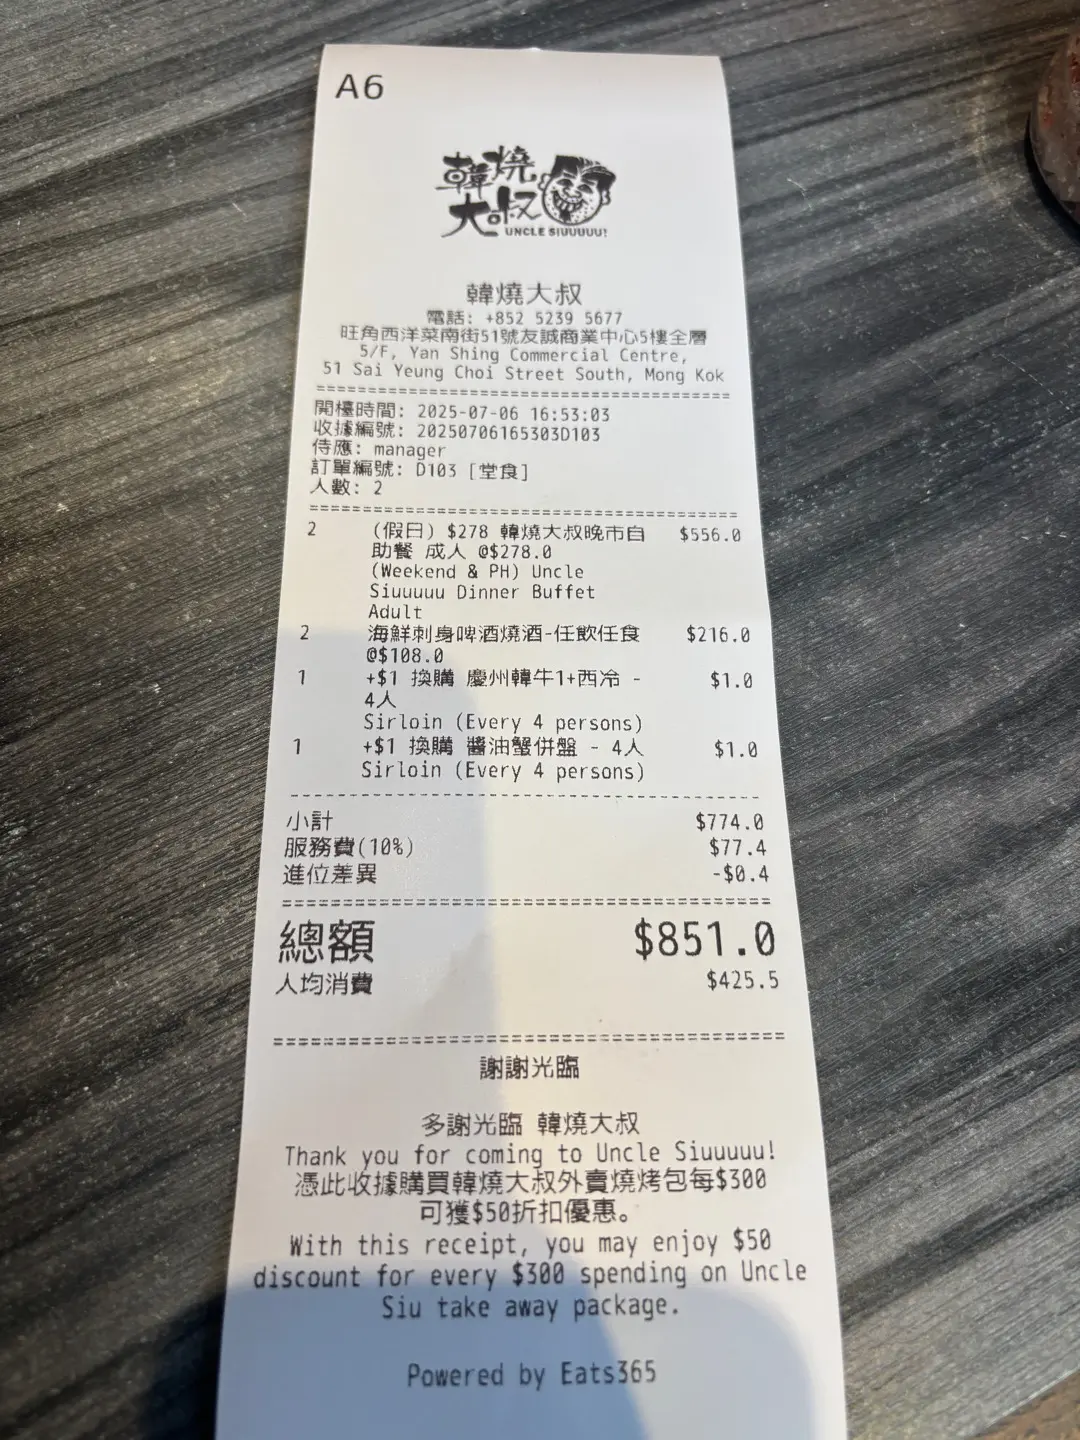 A6
韓燒
大叔
UNCLE SIUUUUU!
韓燒大叔
電話: +852 5239 5677
旺角西洋菜南街51號友誠商業中心5樓全層
5/F, Yan Shing Commercial Centre,
51 Sai Yeung Choi Street South, Mong Kok
開檯時間: 2025-07-06 16:53:03
收據編號: 20250706165303D103
侍應: manager
訂單編號: D103 [堂食]
人數: 2
2 (假日) $278 韓燒大叔晚市自 $556.0
助餐 成人 @$278.0
(Weekend & PH) Uncle
Siuuuuu Dinner Buffet
Adult
2 海鮮刺身啤酒燒酒-任飲任食 $216.0
@$108.0
1 +$1 換購 慶州韓牛1+西冷 - $1.0
4人
Sirloin (Every 4 persons)
1 +$1 換購 醬油蟹併盤 - 4人 $1.0
Sirloin (Every 4 persons)
小計 $774.0
服務費(10%) $77.4
進位差異 -$0.4
總額 $851.0
人均消費 $425.5
謝謝光臨
多謝光臨 韓燒大叔
Thank you for coming to Uncle Siuuuuu!
憑此收據購買韓燒大叔外賣燒烤包每$300
可獲$50折扣優惠。
With this receipt, you may enjoy $50
discount for every $300 spending on Uncle
Siu take away package.
Powered by Eats365